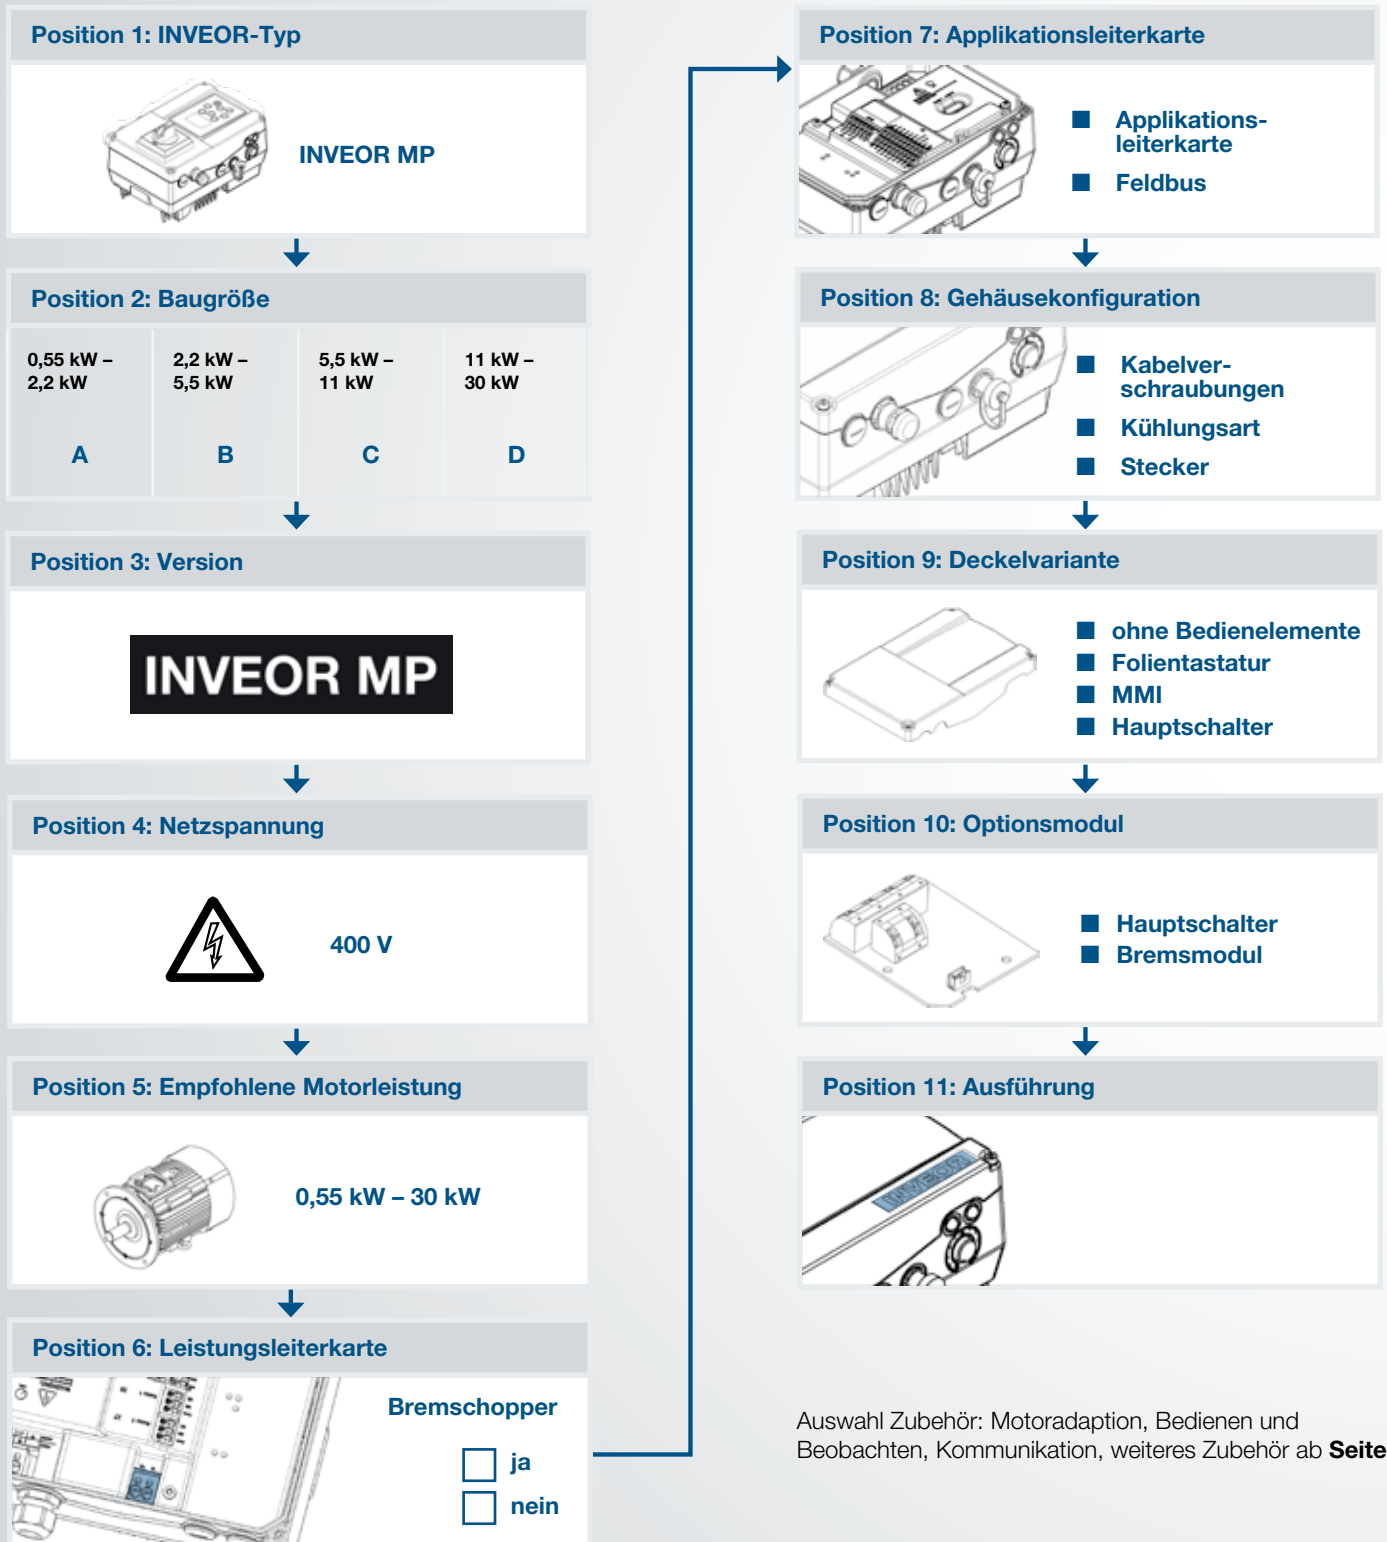 Position 1: INVEOR-Typ
INVEOR MP
Position 2: Baugröße
0,55 kW –
2,2 kW
A
2,2 kW –
5,5 kW
B
5,5 kW –
11 kW
C
11 kW –
30 kW
D
Position 3: Version
INVEOR MP
Position 4: Netzspannung
400 V
Position 5: Empfohlene Motorleistung
0,55 kW – 30 kW
Position 6: Leistungsleiterkarte
Bremschopper
ja
nein
Position 7: Applikationsleiterkarte
Applikations-
leiterkarte
Feldbus
Position 8: Gehäusekonfiguration
Kabelver-
schraubungen
Kühlungsart
Stecker
Position 9: Deckelvariante
ohne Bedienelemente
Folientastatur
MMI
Hauptschalter
Position 10: Optionsmodul
Hauptschalter
Bremsmodul
Position 11: Ausführung
INVEOR
Auswahl Zubehör: Motoradaption, Bedienen und
Beobachten, Kommunikation, weiteres Zubehör ab Seite